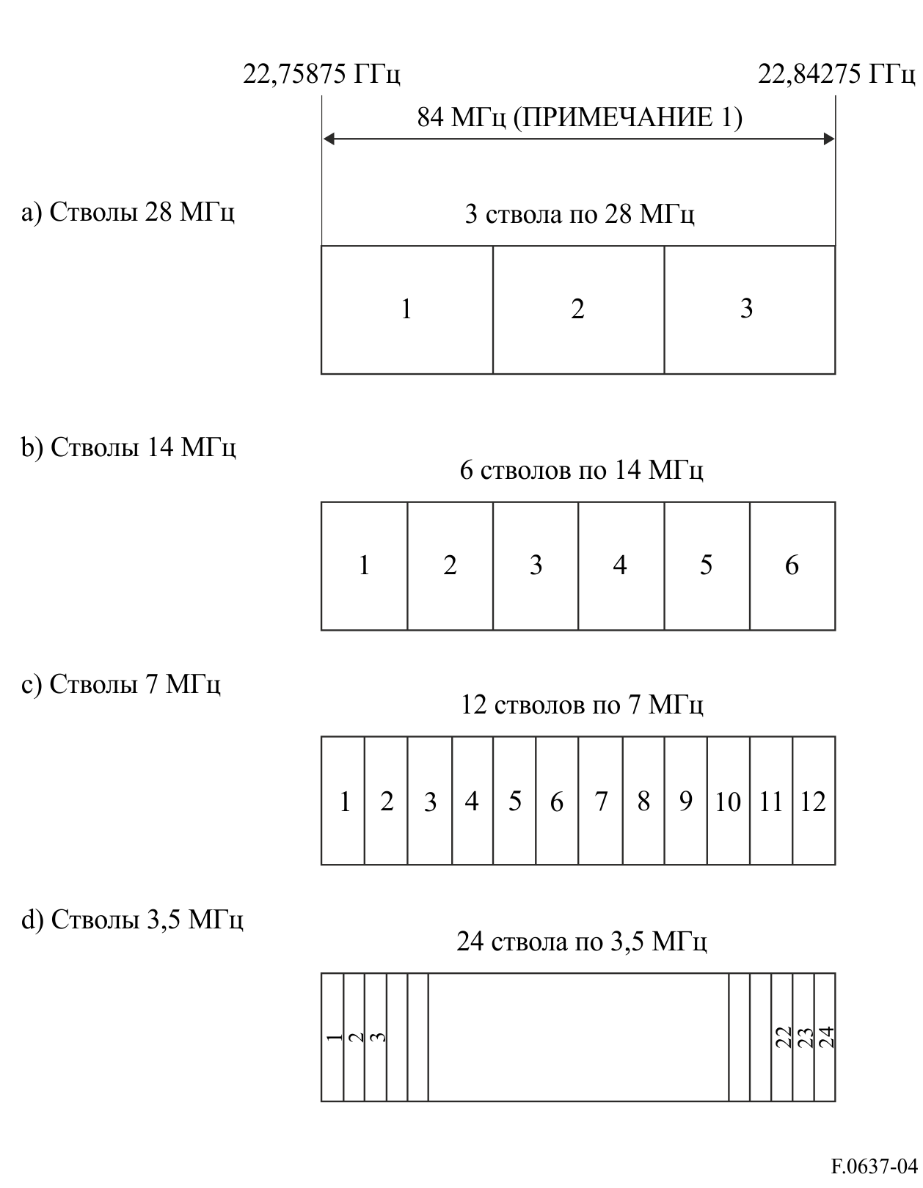 22,75875 ГГц 22,84275 ГГц
84 МГц (ПРИМЕЧАНИЕ 1)
a) Стволы 28 МГц
3 ствола по 28 МГц
1 2 3
b) Стволы 14 МГц
6 стволов по 14 МГц
1 2 3 4 5 6
c) Стволы 7 МГц
12 стволов по 7 МГц
1 2 3 4 5 6 7 8 9 10 11 12
d) Стволы 3,5 МГц
24 ствола по 3,5 МГц
1 2 3 22 23 24
F.0637-04